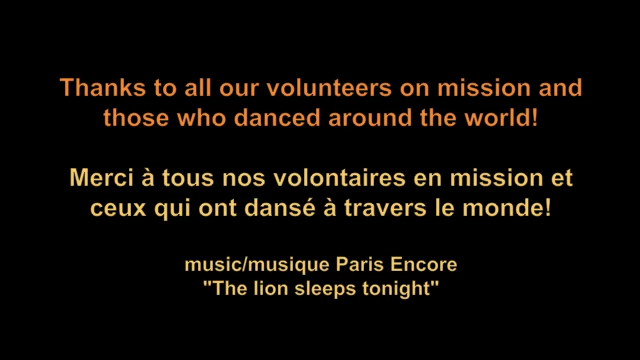 Thanks to all our volunteers on mission and
those who danced around the world!
Merci à tous nos volontaires en mission et
ceux qui ont dansé à travers le monde!
music/musique Paris Encore
"The lion sleeps tonight"